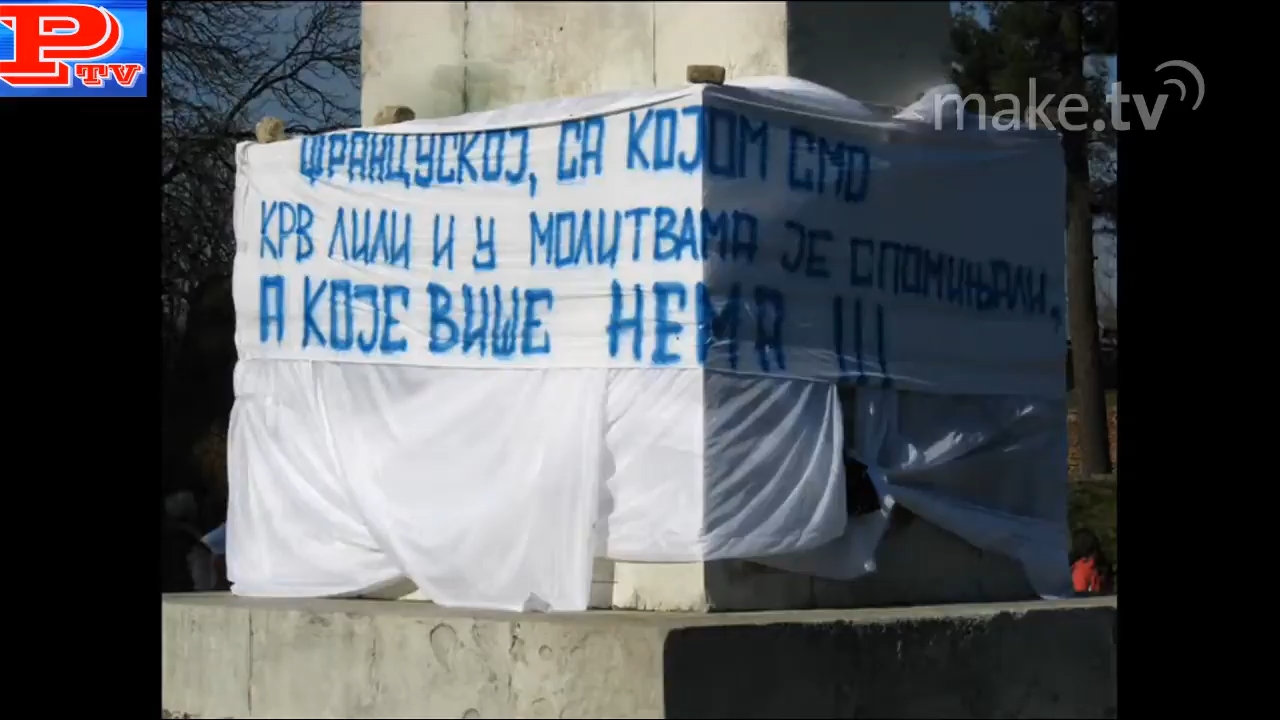 PTV
make.tv
ФРАНЦУСКОЈ, СА КОЈОМ СМО
КРВ ЛИЛИ И У МОЛИТВАМА ЈЕ СПОМИЊАЛИ,
А КОЈЕ ВИШЕ НЕМА !!!